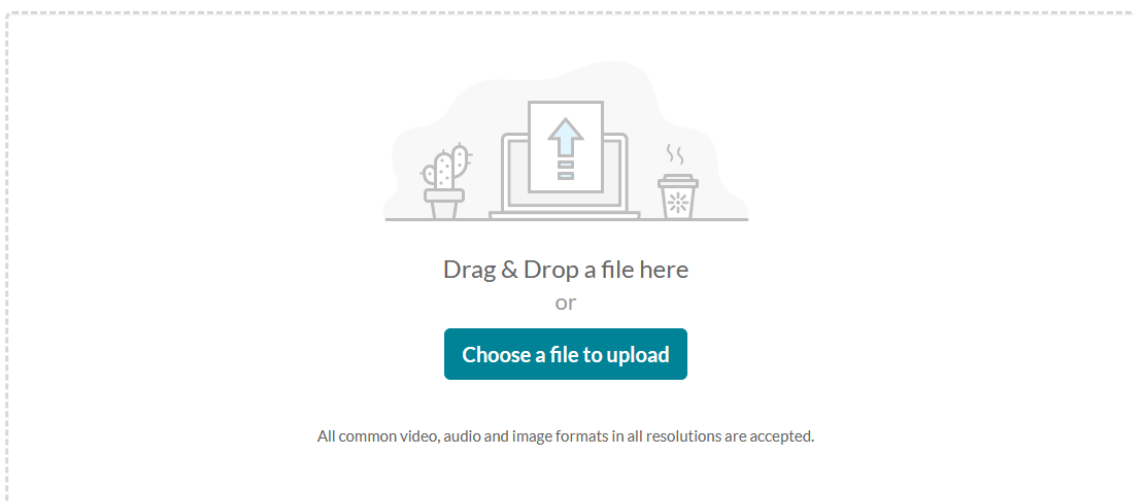 Drag & Drop a file here
or
Choose a file to upload
All common video, audio and image formats in all resolutions are accepted.